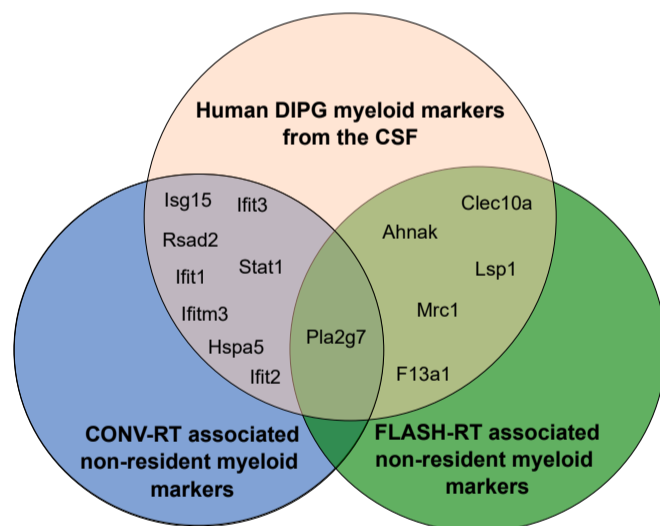 Human DIPG myeloid markers
from the CSF
Isg15
Ifit3
Clec10a
Rsad2
Ahnak
Ifit1
Stat1
Lsp1
Ifitm3
Mrc1
Hspa5
Pla2g7
Ifit2
F13a1
CONV-RT associated
non-resident myeloid
markers
FLASH-RT associated
non-resident myeloid
markers